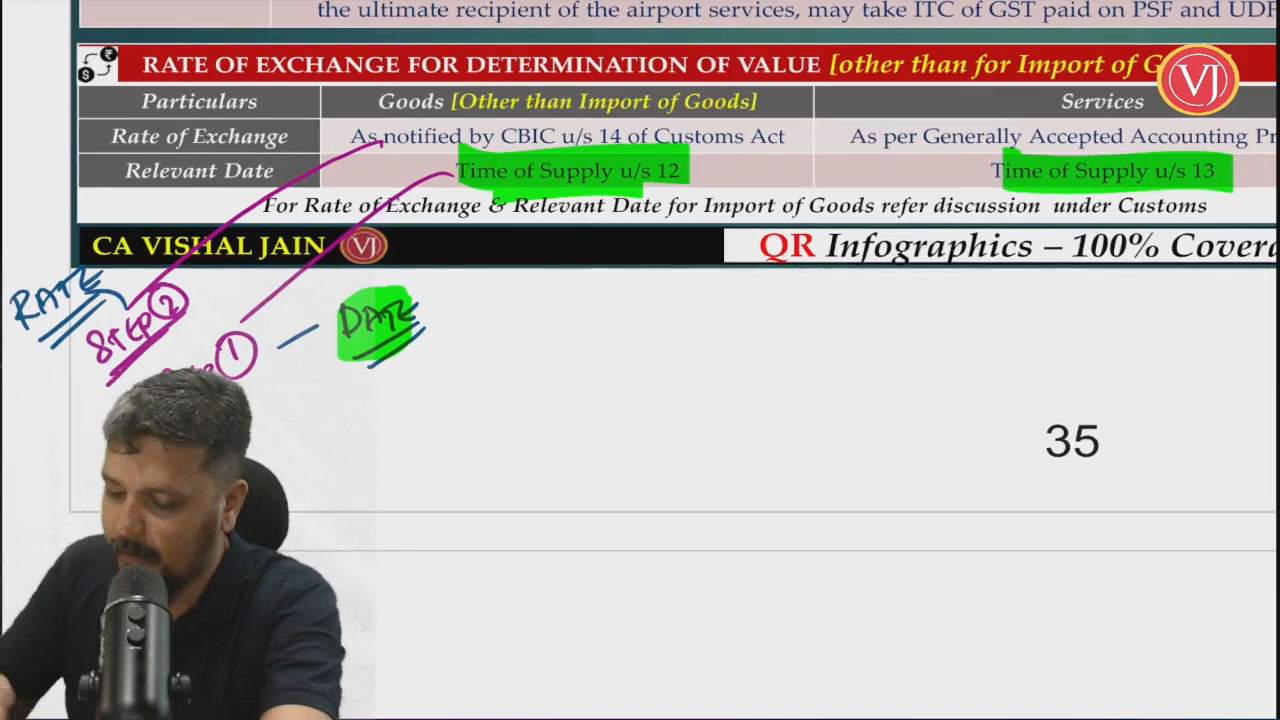 the ultimate recipient of the airport services, may take ITC of GST paid on PSF and UDF
RATE OF EXCHANGE FOR DETERMINATION OF VALUE [other than for Import of G
VJ
Particulars Goods [Other than Import of Goods] Services
Rate of Exchange As notified by CBIC u/s 14 of Customs Act As per Generally Accepted Accounting Pr
Relevant Date Time of Supply u/s 12 Time of Supply u/s 13
For Rate of Exchange & Relevant Date for Import of Goods refer discussion under Customs
CA VISHAL JAIN VJ QR Infographics – 100% Covera
RATE
STEP 2
1 – DATE
35